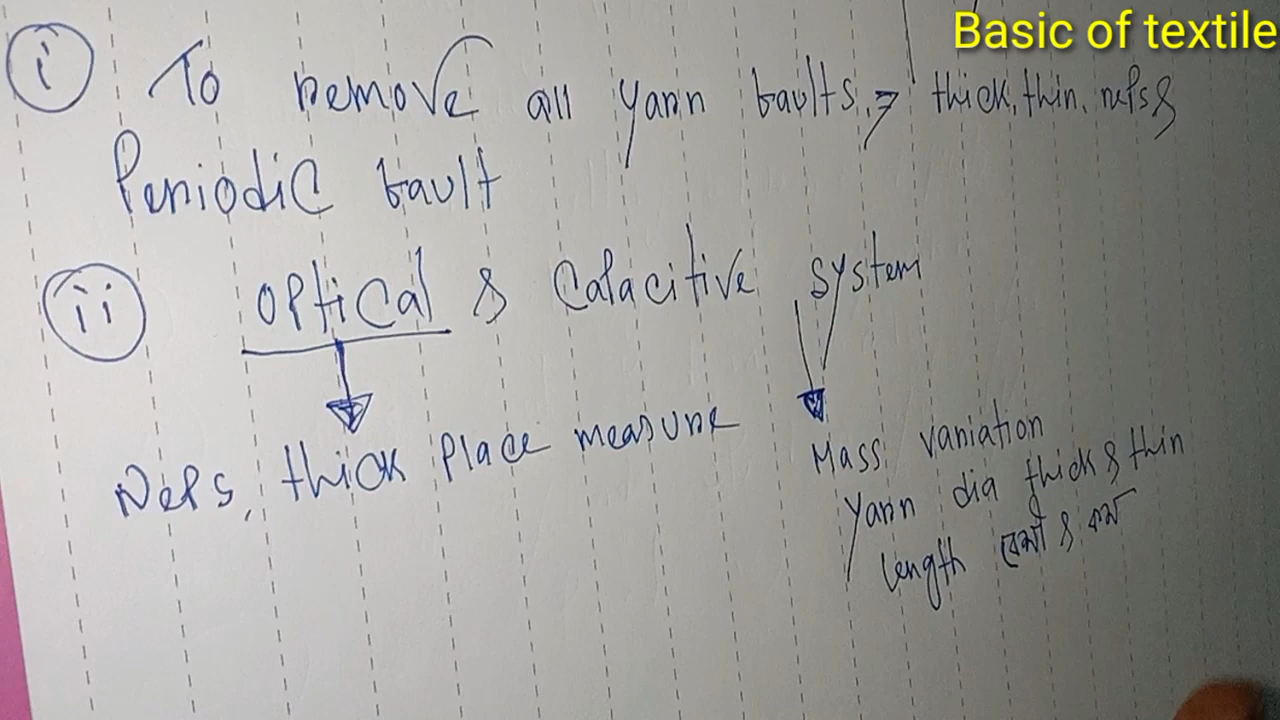 Basic of textile
i To remove all yarn faults. => thick, thin. neps &
Periodic fault
ii Optical & Capacitive system
Neps, thick Place measure
Mass variation
Yarn dia thick & thin
length বেশী ও কম